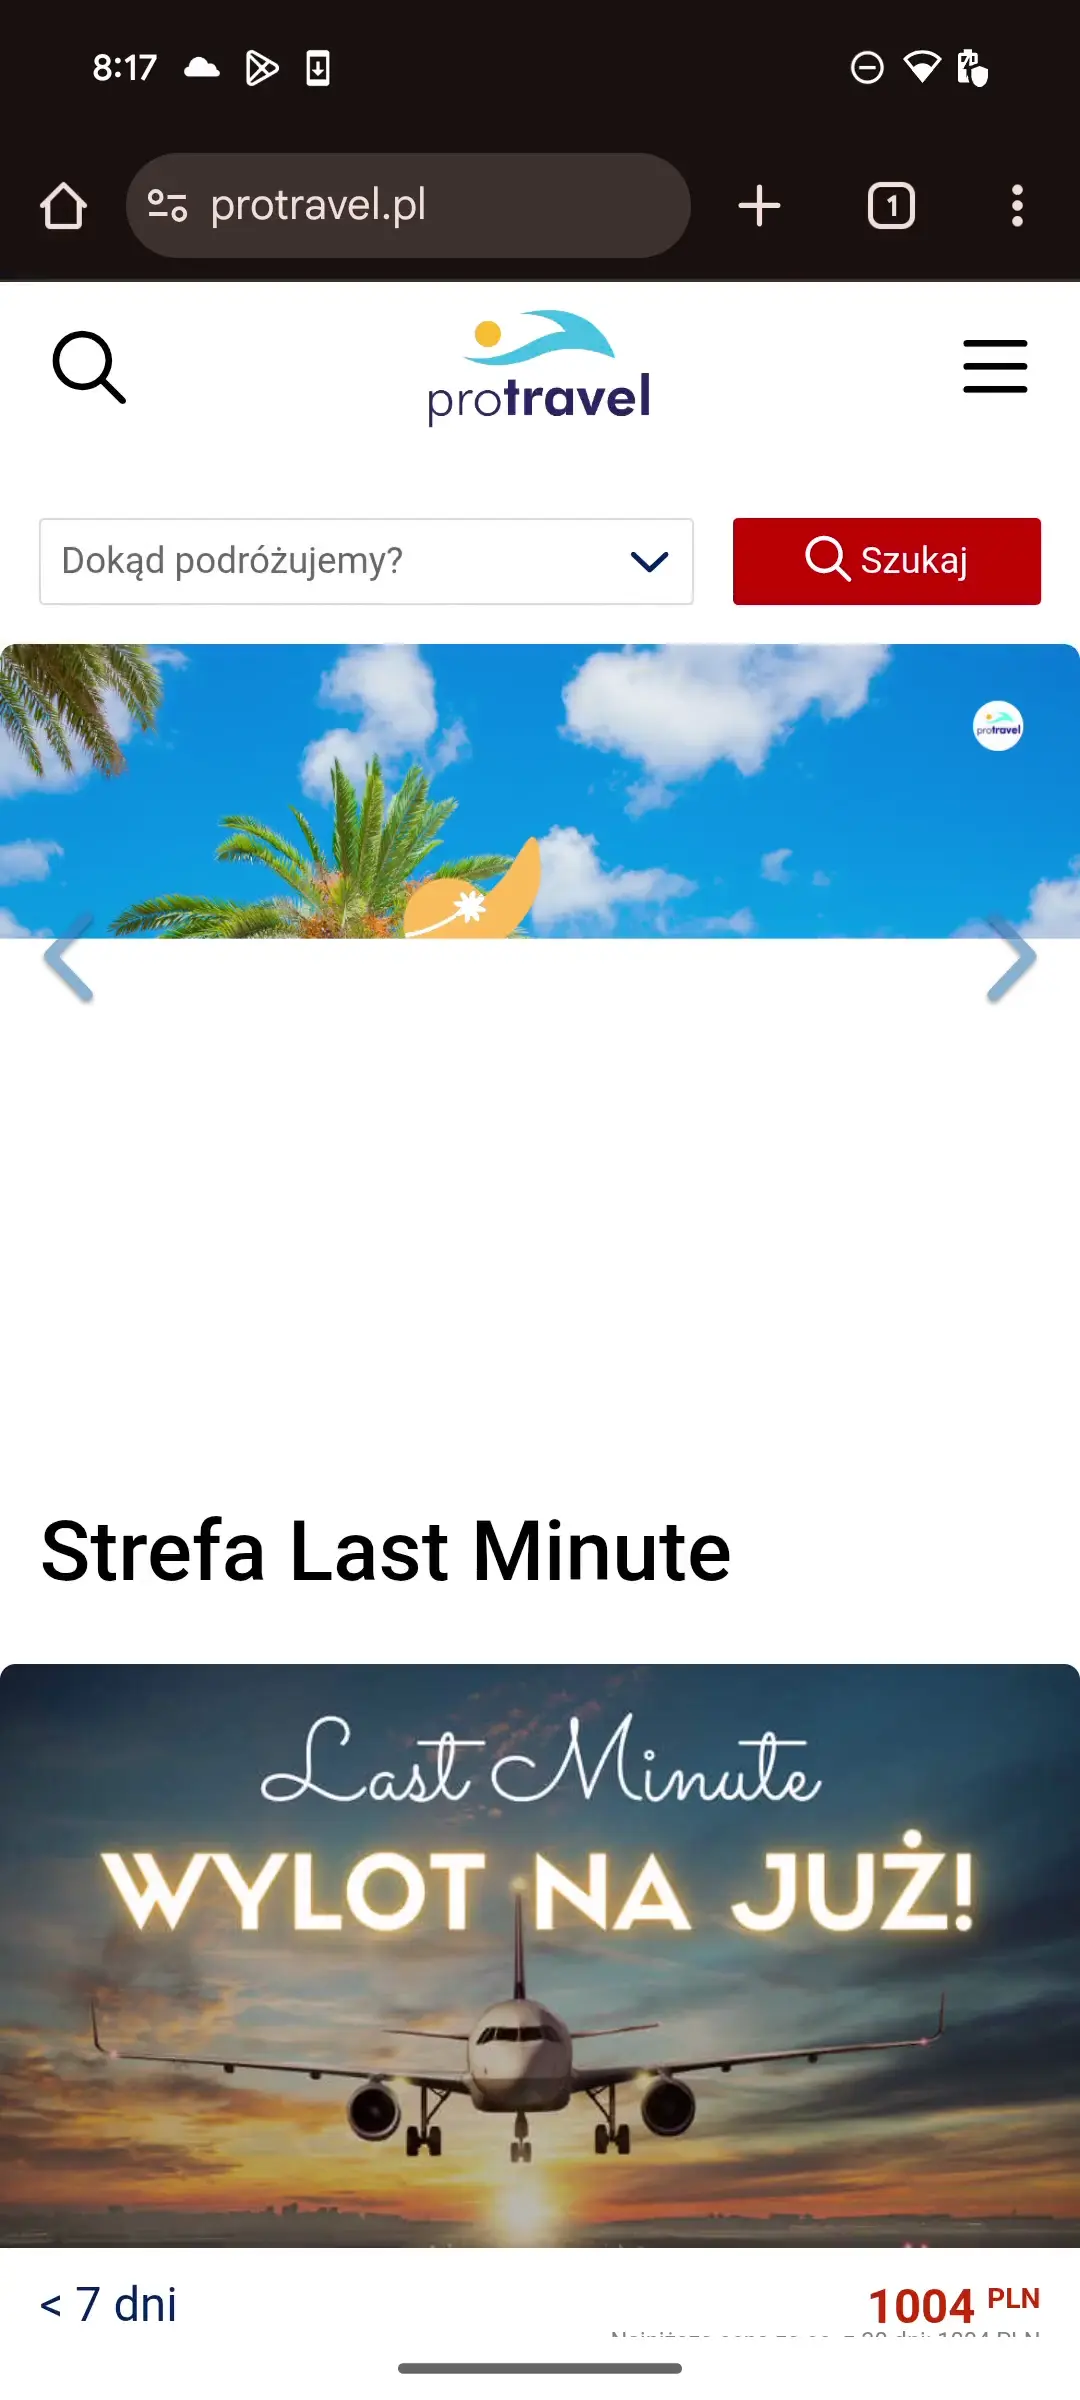 8:17
protravel.pl
1
protravel
Dokąd podróżujemy?
Szukaj
protravel
Strefa Last Minute
Last Minute
WYLOT NA JUŻ!
< 7 dni
1004 PLN